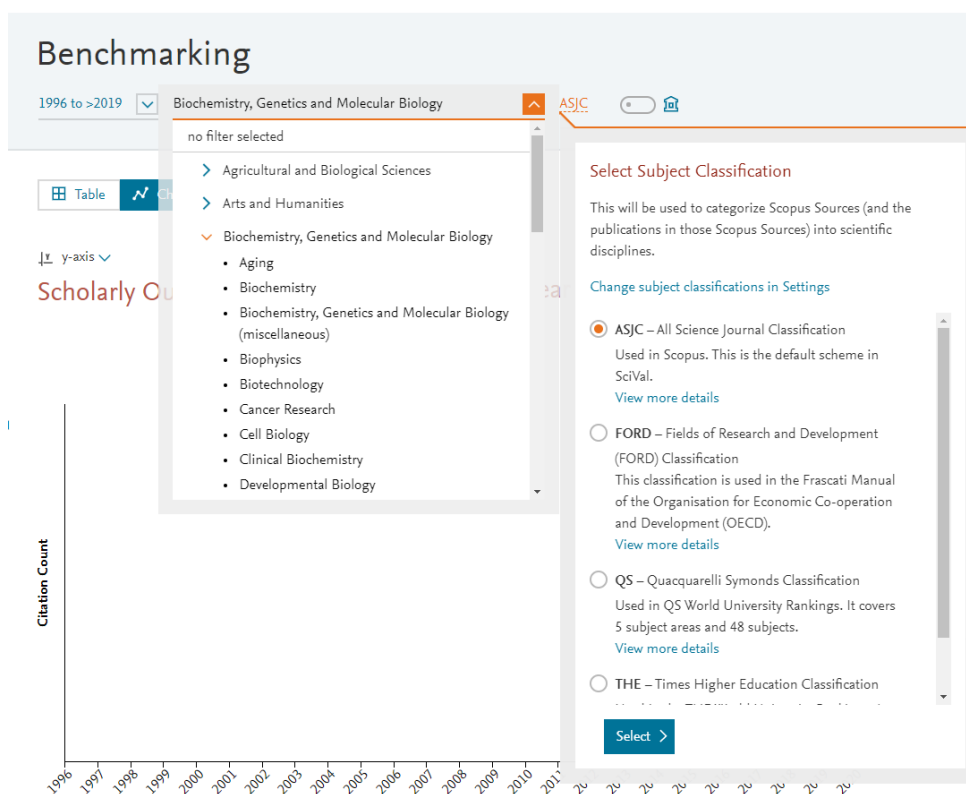 Benchmarking
1996 to >2019
Biochemistry, Genetics and Molecular Biology
ASJC
no filter selected
Agricultural and Biological Sciences
Arts and Humanities
Biochemistry, Genetics and Molecular Biology
• Aging
• Biochemistry
• Biochemistry, Genetics and Molecular Biology
(miscellaneous)
• Biophysics
• Biotechnology
• Cancer Research
• Cell Biology
• Clinical Biochemistry
• Developmental Biology
Table
y-axis
Scholarly
Citation Count
1996
1997
1998
1999
2000
2001
2002
2003
2004
2005
2006
2007
2008
2009
2010
2011
Select Subject Classification
This will be used to categorize Scopus Sources (and the
publications in those Scopus Sources) into scientific
disciplines.
Change subject classifications in Settings
ASJC – All Science Journal Classification
Used in Scopus. This is the default scheme in
SciVal.
View more details
FORD – Fields of Research and Development
(FORD) Classification
This classification is used in the Frascati Manual
of the Organisation for Economic Co-operation
and Development (OECD).
View more details
QS – Quacquarelli Symonds Classification
Used in QS World University Rankings. It covers
5 subject areas and 48 subjects.
View more details
THE – Times Higher Education Classification
Select